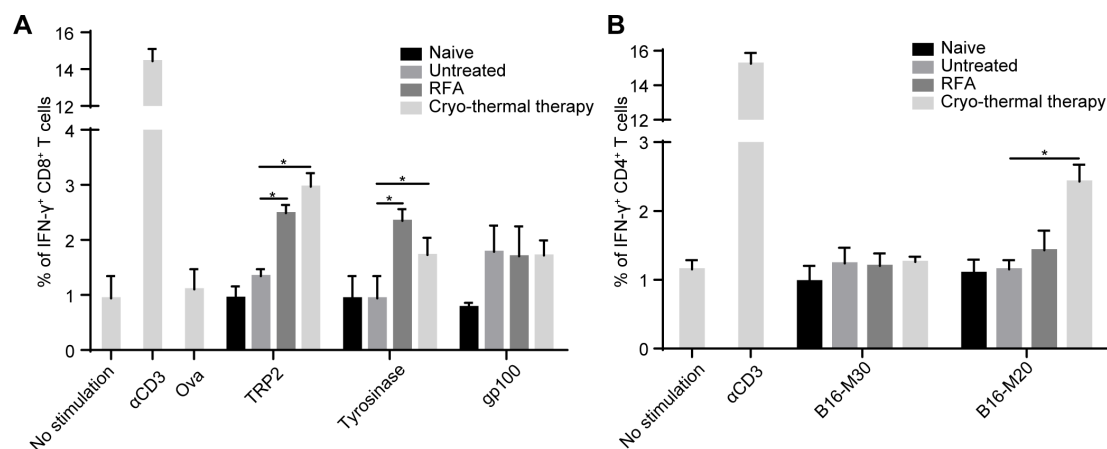 A
% of IFN-γ+ CD8+ T cells
16
14
12
4
3
2
1
0
Naive
Untreated
RFA
Cryo-thermal therapy
*
*
*
*
No stimulation
αCD3
Ova
TRP2
Tyrosinase
gp100
B
% of IFN-γ+ CD4+ T cells
16
15
14
13
12
3
2
1
0
Naive
Untreated
RFA
Cryo-thermal therapy
*
No stimulation
αCD3
B16-M30
B16-M20